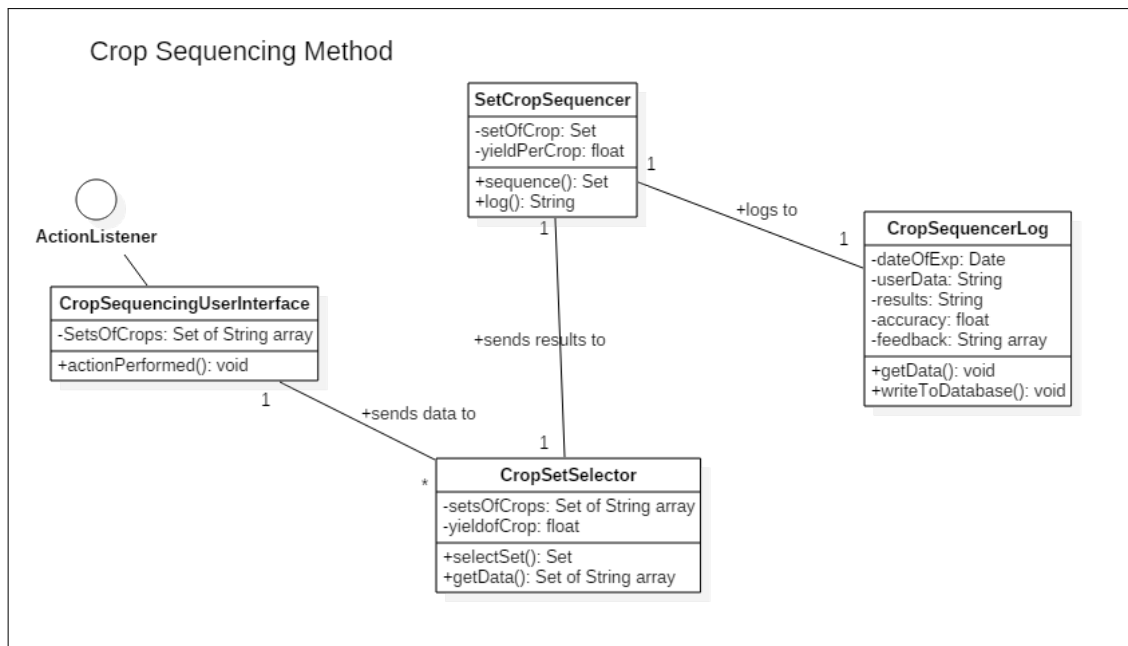 Crop Sequencing Method
SetCropSequencer
-setOfCrop: Set
-yieldPerCrop: float
+sequence(): Set
+log(): String
1
+logs to
1
CropSequencerLog
-dateOfExp: Date
-userData: String
-results: String
-accuracy: float
-feedback: String array
+getData(): void
+writeToDatabase(): void
ActionListener
CropSequencingUserInterface
-SetsOfCrops: Set of String array
+actionPerformed(): void
1
+sends data to
*
1
+sends results to
1
CropSetSelector
-setsOfCrops: Set of String array
-yieldofCrop: float
+selectSet(): Set
+getData(): Set of String array